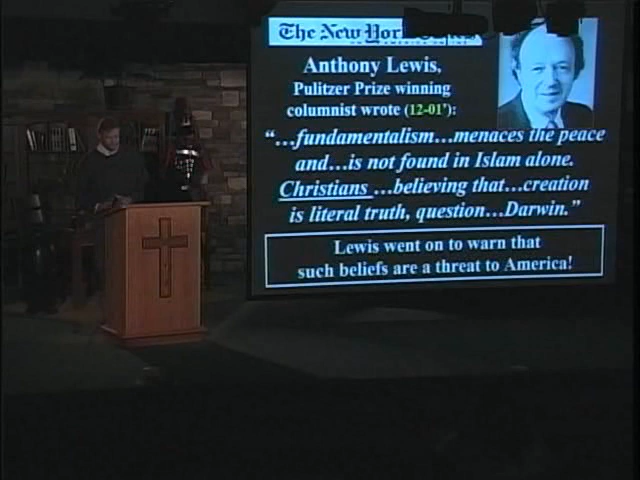 The New Yor
Anthony Lewis,
Pulitzer Prize winning
columnist wrote (12-01'):
“...fundamentalism...menaces the peace
and...is not found in Islam alone.
Christians ...believing that...creation
is literal truth, question...Darwin.”
Lewis went on to warn that
such beliefs are a threat to America!